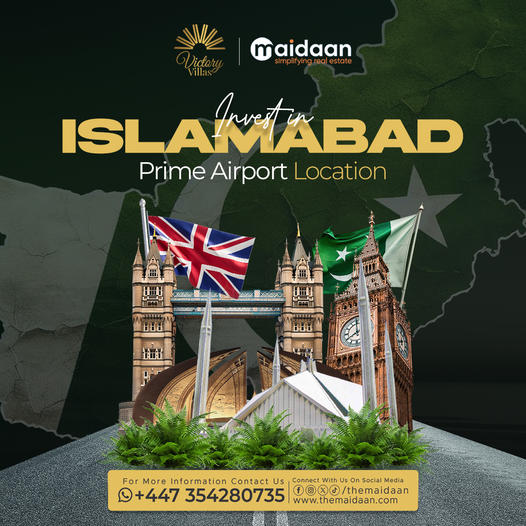 Victory
Villas
maidaan
simplifying real estate
Invest in
ISLAMABAD
Prime Airport Location
For More Information Contact Us
+447 354280735
Connect With Us On Social Media
/themaidaan
www.themaidaan.com